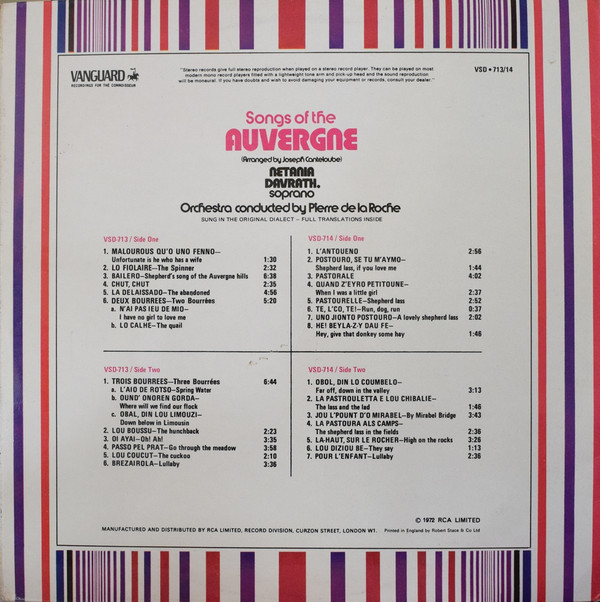 VANGUARD
RECORDINGS FOR THE CONNOISSEUR
"Stereo records give full stereo reproduction when played on a stereo record player. They can be played on most
modern mono record players fitted with a lightweight tone arm and pick-up head and the sound reproduction
will be monaural. If you have doubts and wish to avoid damaging your equipment or records, consult your dealer."
VSD • 713/14
Songs of the
AUVERGNE
(Arranged by Joseph Canteloube)
NETANIA
DAVRATH,
soprano
Orchestra conducted by Pierre de la Roche
SUNG IN THE ORIGINAL DIALECT – FULL TRANSLATIONS INSIDE
VSD-713 / Side One
1. MALOUROUS QU'O UNO FENNO—
Unfortunate is he who has a wife 1:30
2. LO FIOLAIRE—The Spinner 2:32
3. BAILERO—Shepherd's song of the Auvergne hills 6:38
4. CHUT, CHUT 2:35
5. LA DELAISSADO—The abandoned 4:56
6. DEUX BOURREES—Two Bourrées 5:20
a. N'AI PAS IEU DE MIO—
I have no girl to love me
b. LO CALHE—The quail
VSD-714 / Side One
1. L'ANTOUENO 2:56
2. POSTOURO, SE TU M'AYMO—
Shepherd lass, if you love me 1:44
3. PASTORALE 4:02
4. QUAND Z'EYRO PETITOUNE—
When I was a little girl 2:37
5. PASTOURELLE—Shepherd lass 2:52
6. TE, L'CO, TE!—Run, dog, run 0:37
7. UNO JIONTO POSTOURO—A lovely shepherd lass 2:02
8. HE! BEYLA-Z-Y DAU FE—
Hey, give that donkey some hay 1:46
VSD-713 / Side Two
1. TROIS BOURREES—Three Bourrées 6:44
a. L'AIO DE ROTSO—Spring Water
b. OUND' ONOREN GORDA—
Where will we find our flock
c. OBAL, DIN LOU LIMOUZI—
Down below in Limousin
2. LOU BOUSSU—The hunchback 2:23
3. OI AYAI—Oh! Ah! 3:35
4. PASSO PEL PRAT—Go through the meadow 3:58
5. LOU COUCUT—The cuckoo 2:10
6. BREZAIROLA—Lullaby 3:36
VSD-714 / Side Two
1. OBOL, DIN LO COUMBELO—
Far off, down in the valley 3:13
2. LA PASTROULETTA E LOU CHIBALIE—
The lass and the lad 1:46
3. JOU L'POUNT D'O MIRABEL—By Mirabel Bridge 3:43
4. LA PASTOURA ALS CAMPS—
The shepherd lass in the fields 2:36
5. LA-HAUT, SUR LE ROCHER—High on the rocks 3:26
6. LOU DIZIOU BE—They say 1:13
7. POUR L'ENFANT—Lullaby 2:36
© 1972 RCA LIMITED
MANUFACTURED AND DISTRIBUTED BY RCA LIMITED, RECORD DIVISION, CURZON STREET, LONDON W1. Printed in England by Robert Stace & Co Ltd